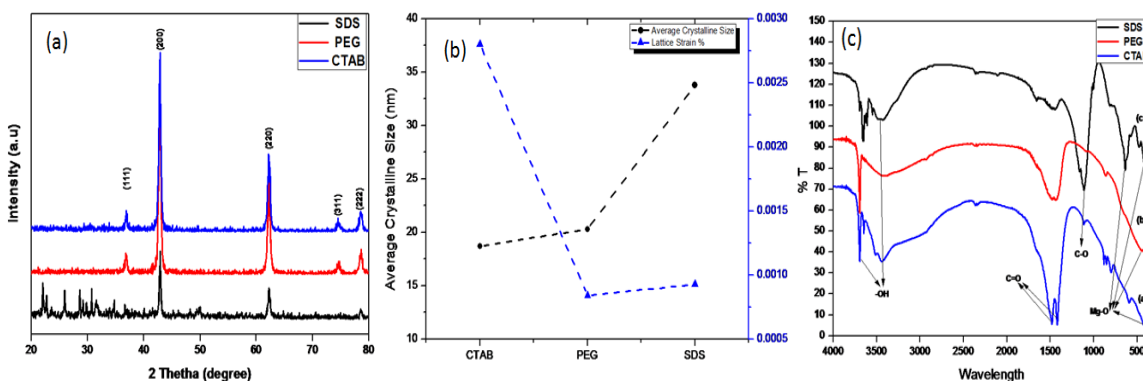 (a)
SDS
PEG
CTAB
(200)
(220)
(111)
(311)
(222)
Intensity (a.u)
20 30 40 50 60 70 80
2 Thetha (degree)
(b)
Average Crystalline Size
Lattice Strain %
Average Crystalline Size (nm)
40
35
30
25
20
15
10
0.0030
0.0025
0.0020
0.0015
0.0010
0.0005
CTAB PEG SDS
(c)
SDS
PEG
CTAB
% T
150
140
130
120
110
100
90
80
70
60
50
40
30
20
10
0
(c
(b
(a
C-O
-OH
C=O
Mg-O
4000 3500 3000 2500 2000 1500 1000 500
Wavelength